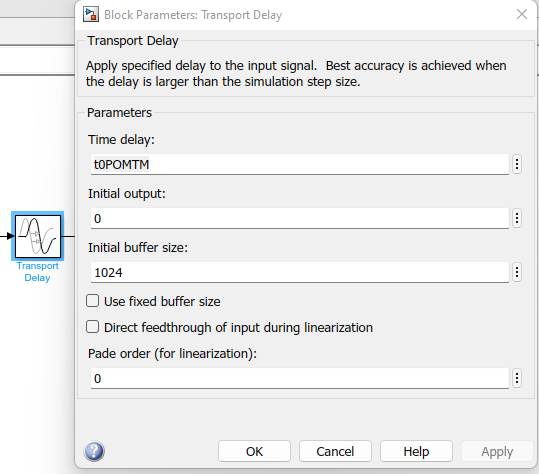 Block Parameters: Transport Delay
Transport Delay
Apply specified delay to the input signal.  Best accuracy is achieved when
the delay is larger than the simulation step size.
Parameters
Time delay:
t0POMTM
Initial output:
0
Initial buffer size:
1024
Use fixed buffer size
Direct feedthrough of input during linearization
Pade order (for linearization):
0
OK
Cancel
Help
Apply
Transport
Delay